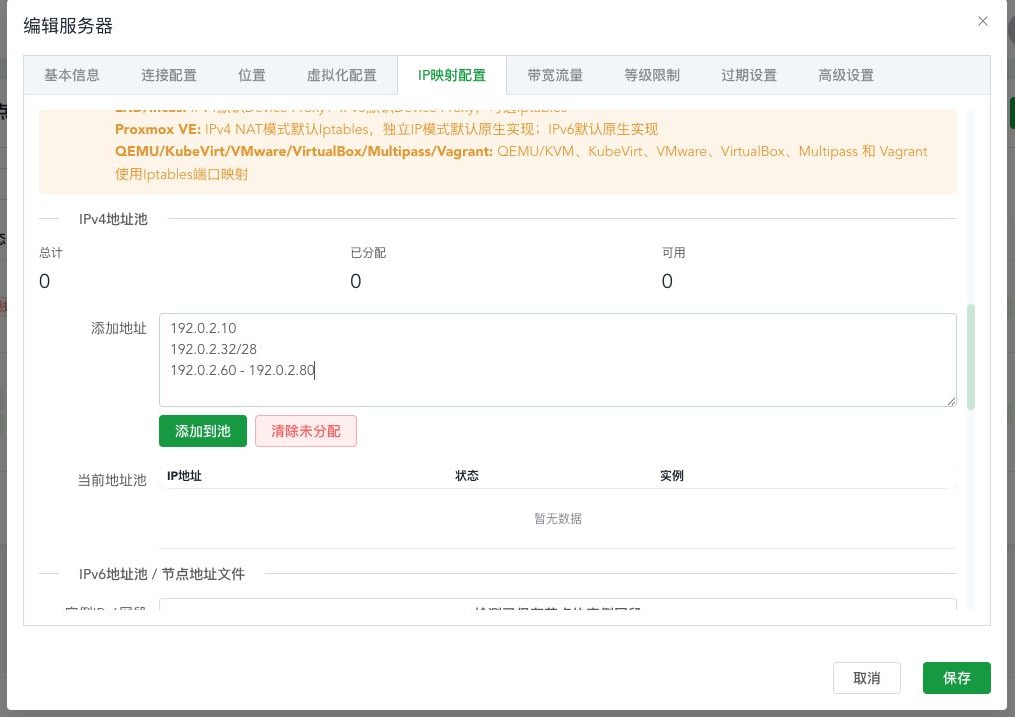 编辑服务器
基本信息 连接配置 位置 虚拟化配置 IP映射配置 带宽流量 等级限制 过期设置 高级设置
Proxmox VE: IPv4 NAT模式默认Iptables，独立IP模式默认原生实现；IPv6默认原生实现
QEMU/KubeVirt/VMware/VirtualBox/Multipass/Vagrant: QEMU/KVM、KubeVirt、VMware、VirtualBox、Multipass 和 Vagrant
使用Iptables端口映射
IPv4地址池
总计 已分配 可用
0 0 0
添加地址
192.0.2.10
192.0.2.32/28
192.0.2.60 - 192.0.2.80
添加到池 清除未分配
当前地址池 IP地址 状态 实例
暂无数据
IPv6地址池 / 节点地址文件
取消 保存